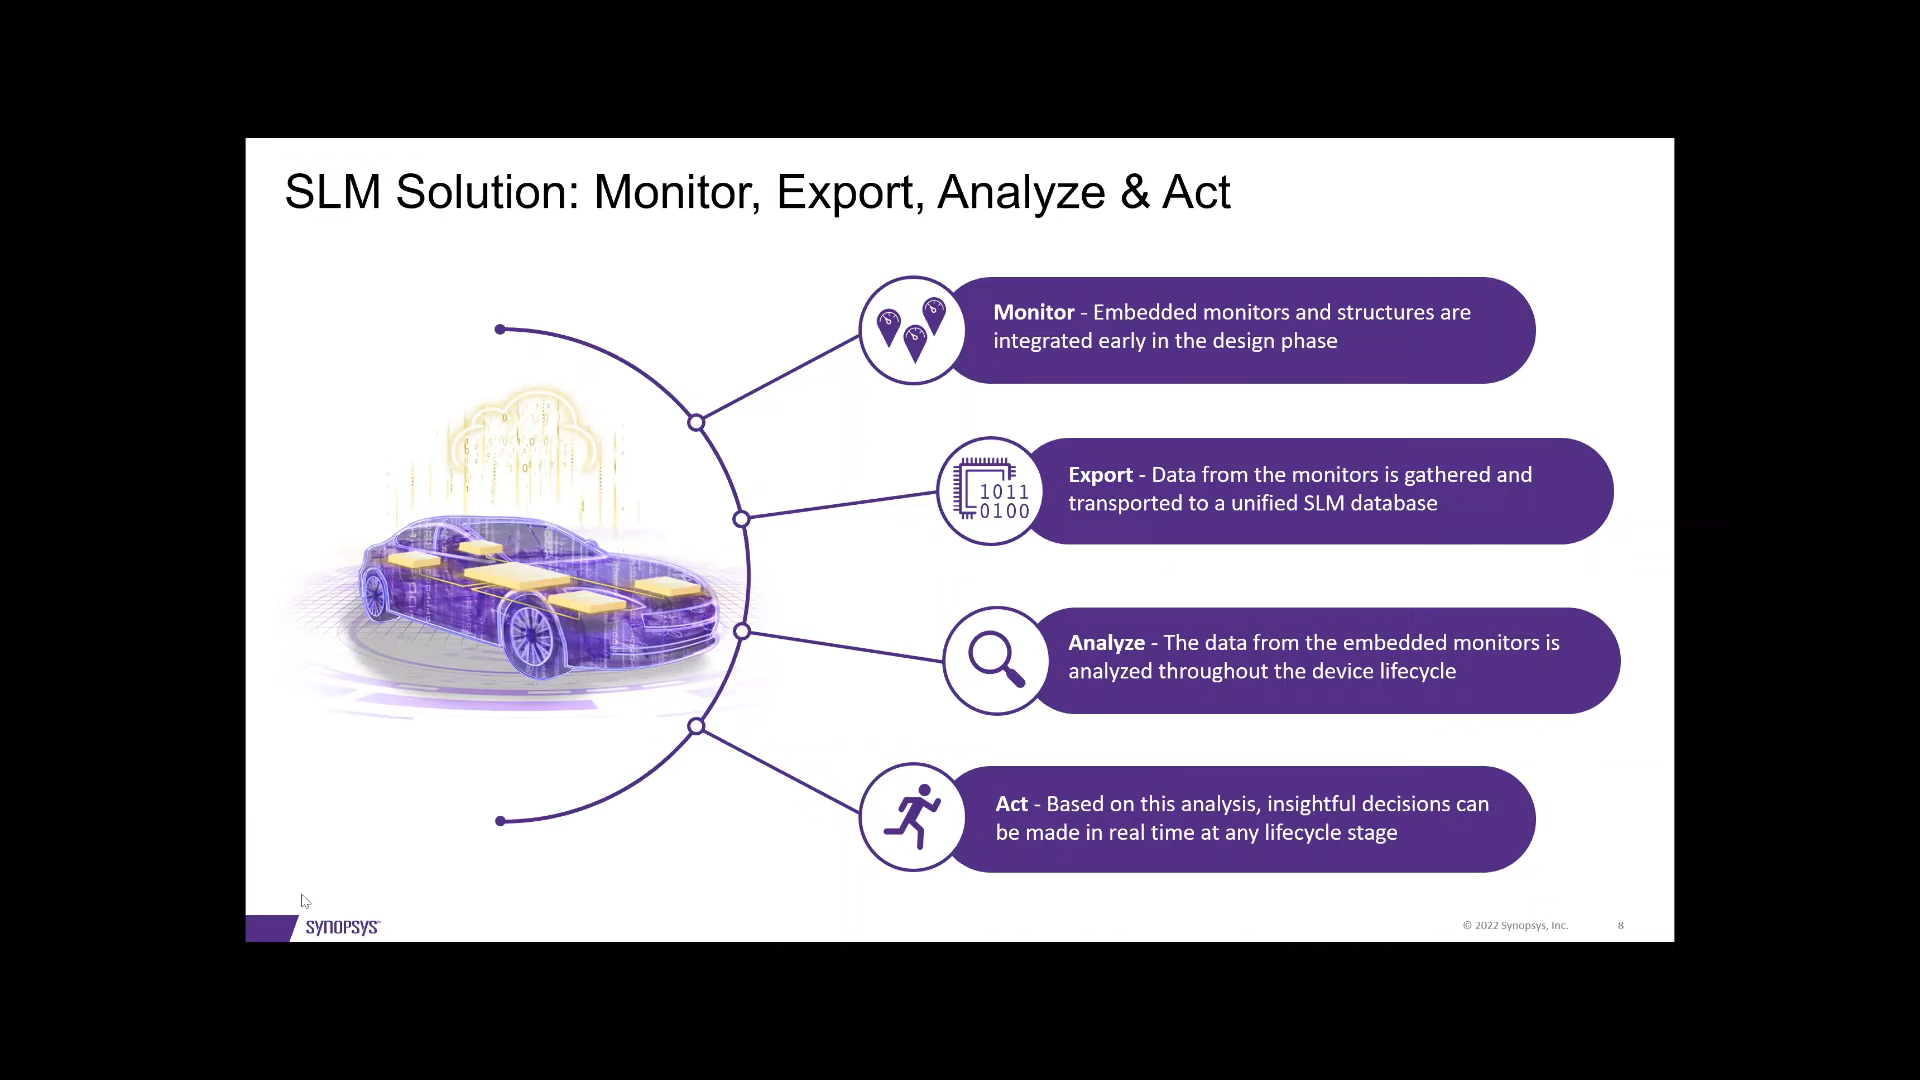 SLM Solution: Monitor, Export, Analyze & Act
Monitor - Embedded monitors and structures are
integrated early in the design phase
1011
0100
Export - Data from the monitors is gathered and
transported to a unified SLM database
Analyze - The data from the embedded monitors is
analyzed throughout the device lifecycle
Act - Based on this analysis, insightful decisions can
be made in real time at any lifecycle stage
SYNOPSYS®
© 2022 Synopsys, Inc.
8